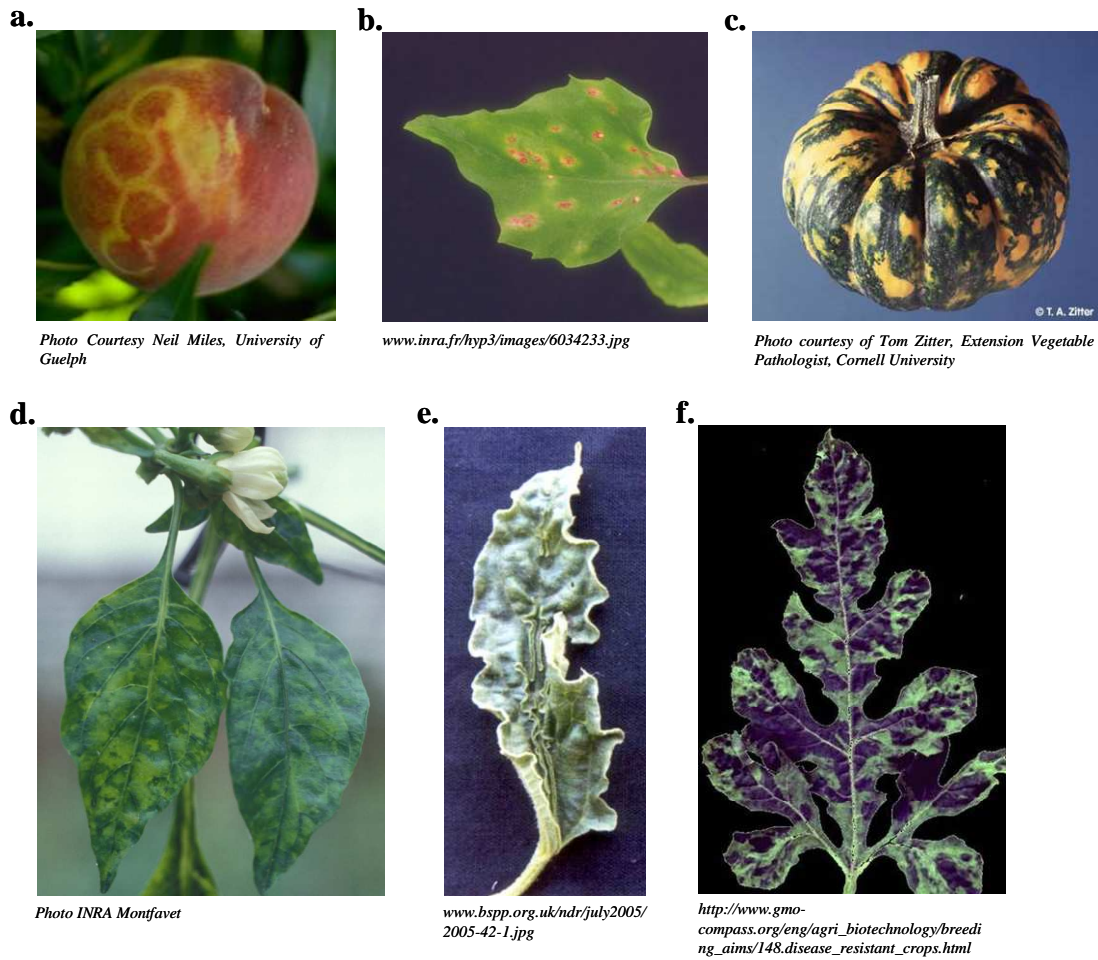 a.
b.
c.
© T. A. Zitter
Photo Courtesy Neil Miles, University of
Guelph
www.inra.fr/hyp3/images/6034233.jpg
Photo courtesy of Tom Zitter, Extension Vegetable
Pathologist, Cornell University
d.
e.
f.
Photo INRA Montfavet
www.bspp.org.uk/ndr/july2005/
2005-42-1.jpg
http://www.gmo-
compass.org/eng/agri_biotechnology/breedi
ng_aims/148.disease_resistant_crops.html